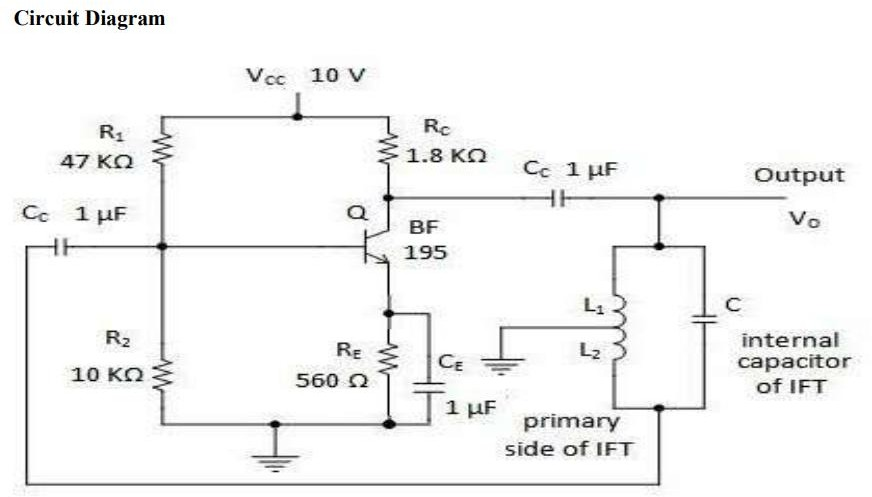 Circuit Diagram
Vcc 10 V
R1
47 KΩ
Rc
1.8 KΩ
Cc 1 µF
Output
Vo
Cc 1 µF
Q
BF
195
L1
C
R2
10 KΩ
RE
560 Ω
CE
1 µF
L2
internal
capacitor
of IFT
primary
side of IFT